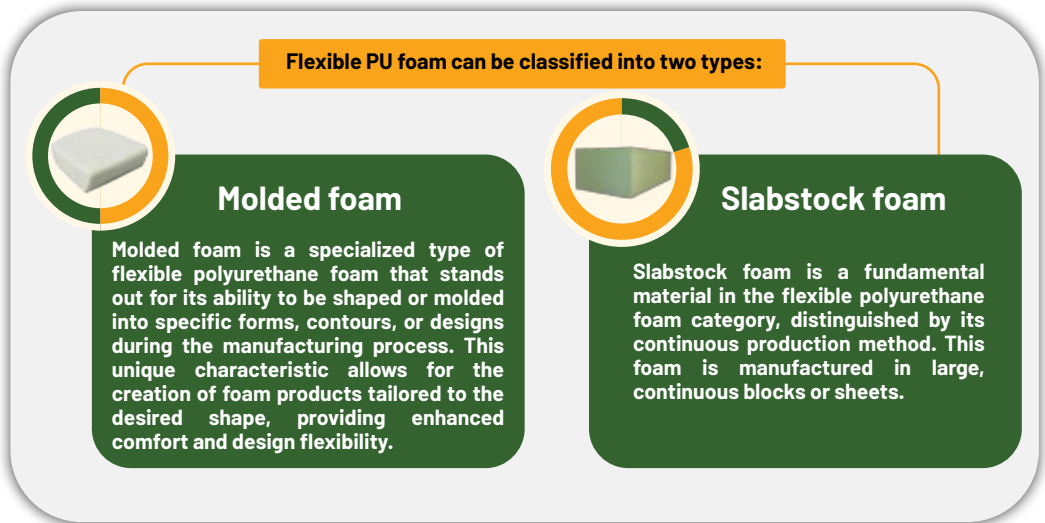 Flexible PU foam can be classified into two types:
Molded foam
Molded foam is a specialized type of
flexible polyurethane foam that stands
out for its ability to be shaped or molded
into specific forms, contours, or designs
during the manufacturing process. This
unique characteristic allows for the
creation of foam products tailored to the
desired shape, providing enhanced
comfort and design flexibility.
Slabstock foam
Slabstock foam is a fundamental
material in the flexible polyurethane
foam category, distinguished by its
continuous production method. This
foam is manufactured in large,
continuous blocks or sheets.